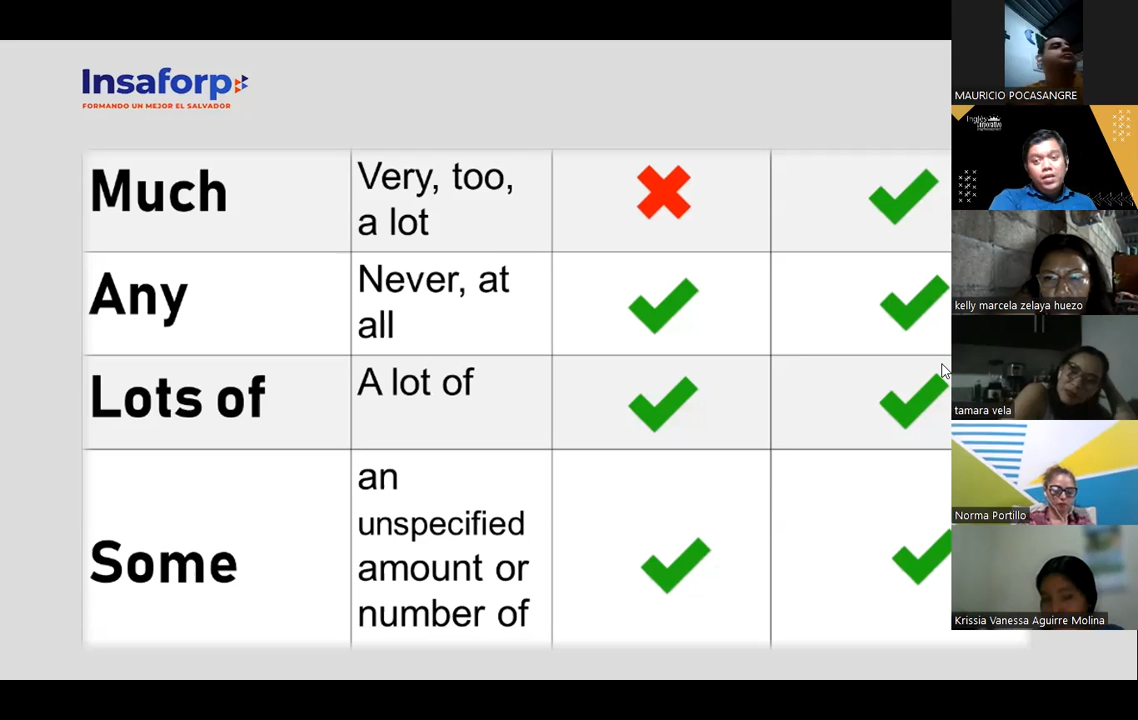 Insaforp
FORMANDO UN MEJOR EL SALVADOR
Much
Very, too,
a lot
Any
Never, at
all
Lots of
A lot of
Some
an
unspecified
amount or
number of
MAURICIO POCASANGRE
Inglés
kelly marcela zelaya huezo
tamara vela
Norma Portillo
Krissia Vanessa Aguirre Molina